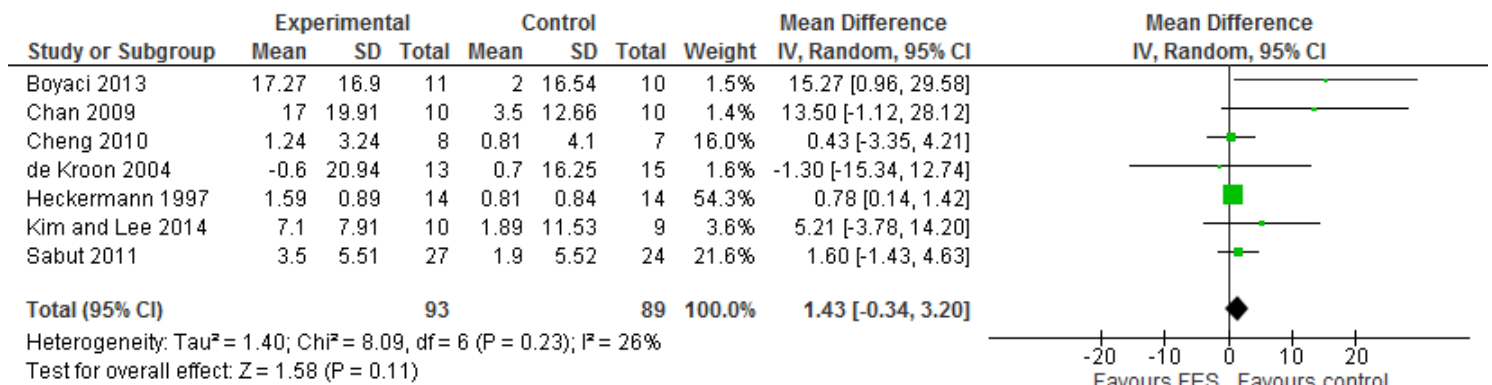 Experimental Control Mean Difference Mean Difference
Study or Subgroup Mean SD Total Mean SD Total Weight IV, Random, 95% CI IV, Random, 95% CI
Boyaci 2013 17.27 16.9 11 2 16.54 10 1.5% 15.27 [0.96, 29.58]
Chan 2009 17 19.91 10 3.5 12.66 10 1.4% 13.50 [-1.12, 28.12]
Cheng 2010 1.24 3.24 8 0.81 4.1 7 16.0% 0.43 [-3.35, 4.21]
de Kroon 2004 -0.6 20.94 13 0.7 16.25 15 1.6% -1.30 [-15.34, 12.74]
Heckermann 1997 1.59 0.89 14 0.81 0.84 14 54.3% 0.78 [0.14, 1.42]
Kim and Lee 2014 7.1 7.91 10 1.89 11.53 9 3.6% 5.21 [-3.78, 14.20]
Sabut 2011 3.5 5.51 27 1.9 5.52 24 21.6% 1.60 [-1.43, 4.63]
Total (95% CI) 93 89 100.0% 1.43 [-0.34, 3.20]
Heterogeneity: Tau² = 1.40; Chi² = 8.09, df = 6 (P = 0.23); I² = 26%
Test for overall effect: Z = 1.58 (P = 0.11)
-20 -10 0 10 20
Favours FES Favours control